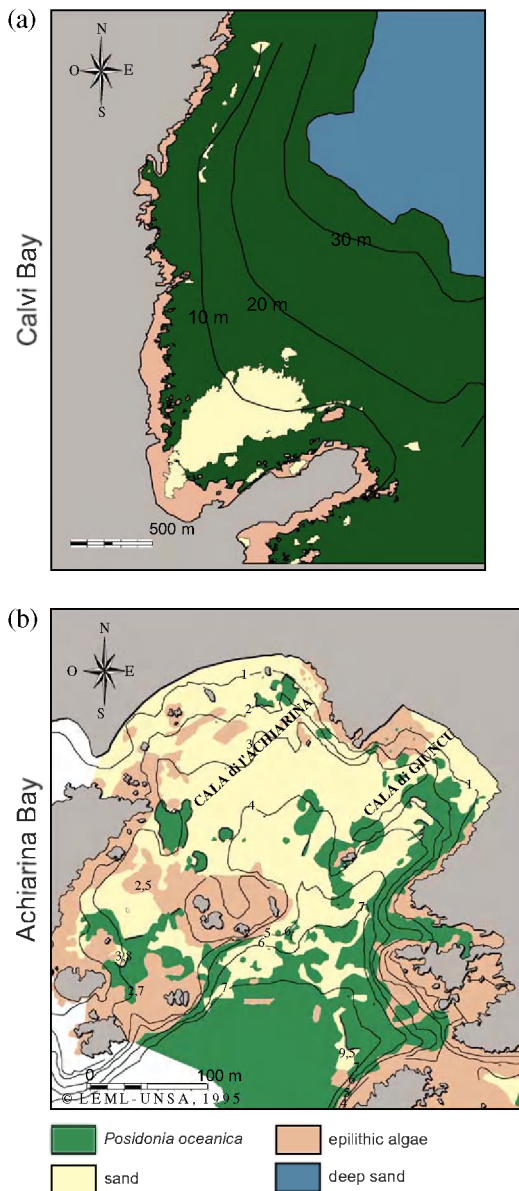 (a)
N
O E
S
Calvi Bay
30 m
20 m
10 m
500 m
(b)
N
O E
S
Achiarina Bay
1
2
3
CALA di L'ACHIARINA
CALA di GIUNCU
1
4
2,5
7
5
6
6
3,5
2,7
7
7
9,5
0 100 m
© LEML-UNSA, 1995
Posidonia oceanica
epilithic algae
sand
deep sand